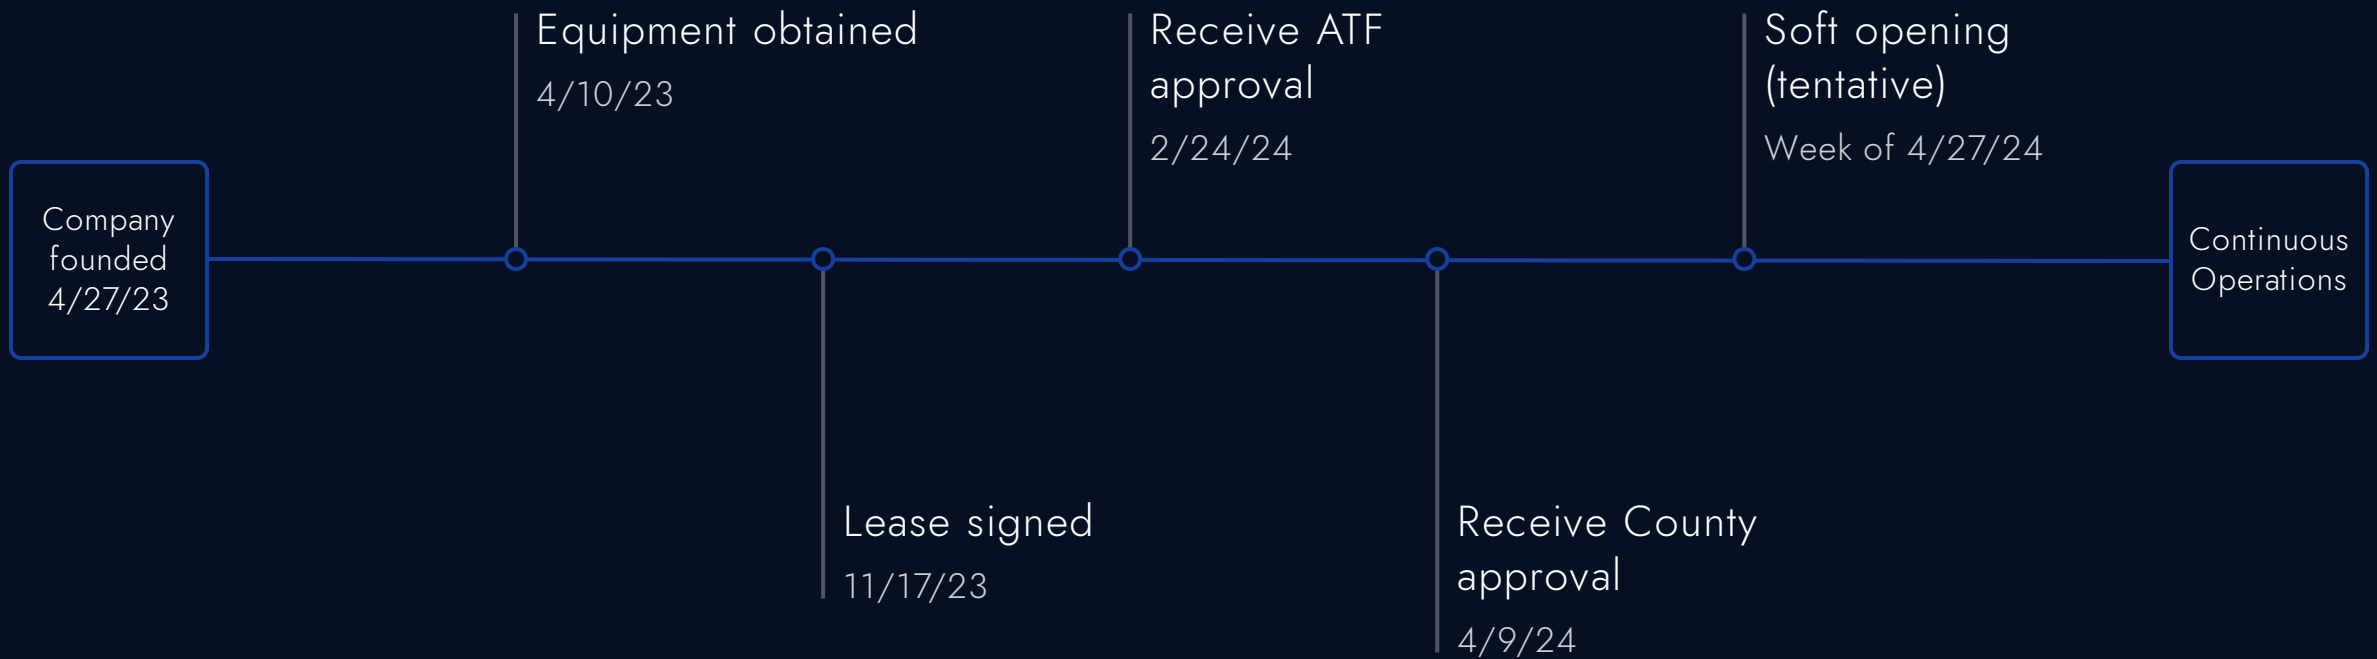 Company
founded
4/27/23
Equipment obtained
4/10/23
Lease signed
11/17/23
Receive ATF
approval
2/24/24
Receive County
approval
4/9/24
Soft opening
(tentative)
Week of 4/27/24
Continuous
Operations